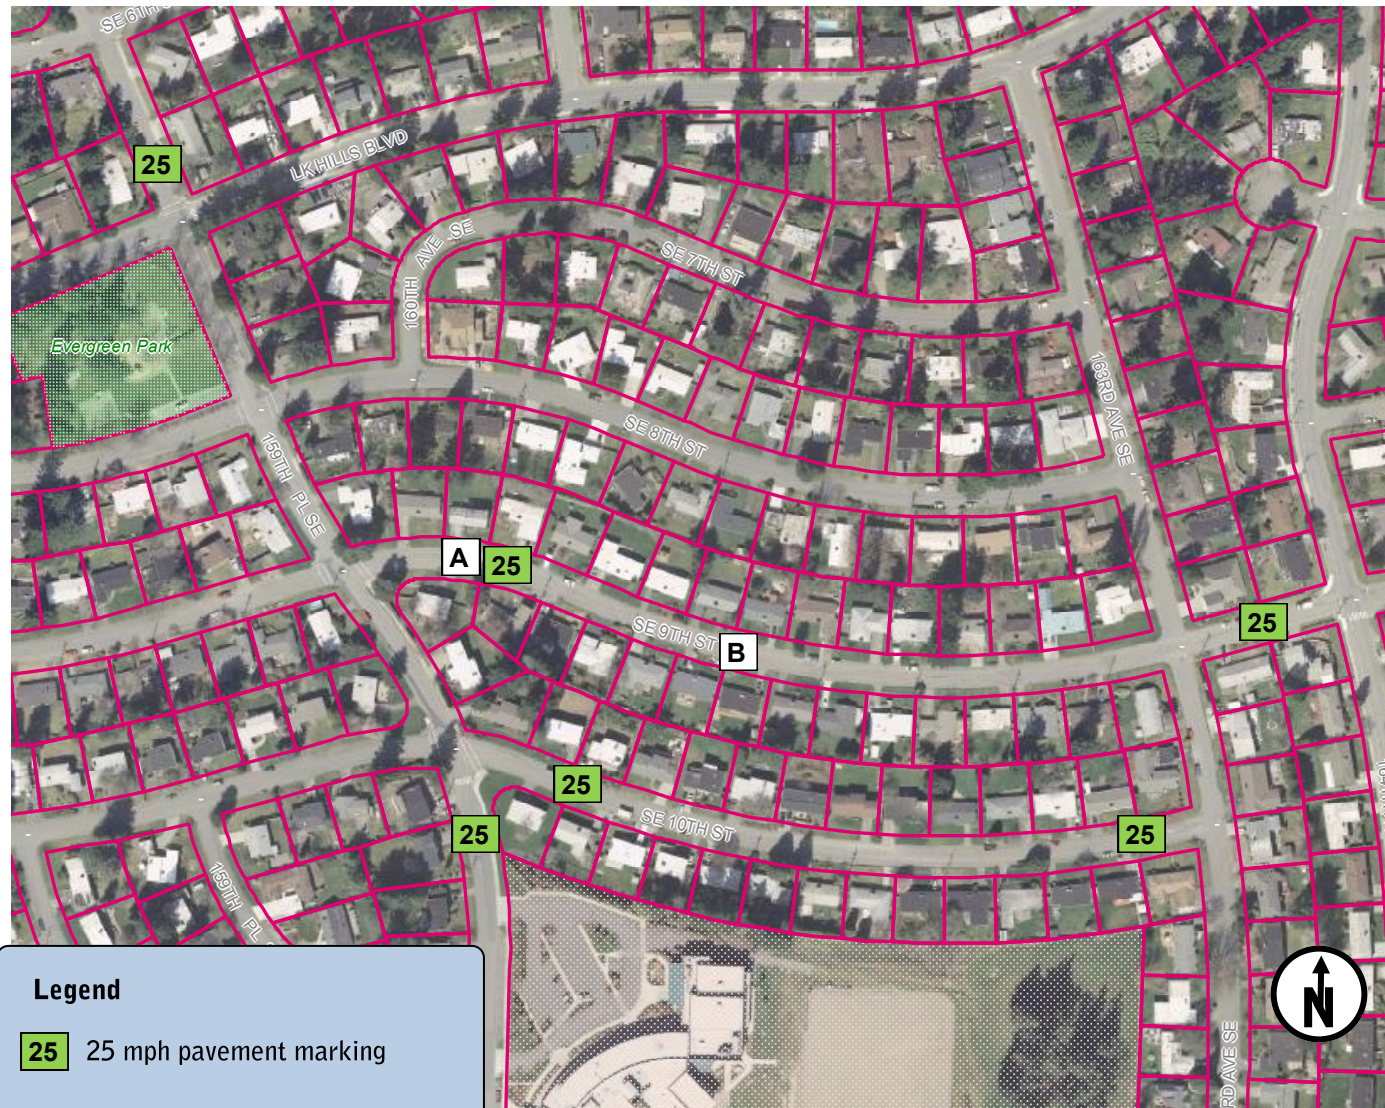 SE 6TH S
25
LK HILLS BLVD
160TH AVE SE
SE 7TH ST
Evergreen Park
163RD AVE SE
SE 8TH ST
159TH PL SE
A
25
SE 9TH ST
B
25
25
SE 10TH ST
25
25
159TH PL S
RD AVE SE
N
Legend
25 25 mph pavement marking